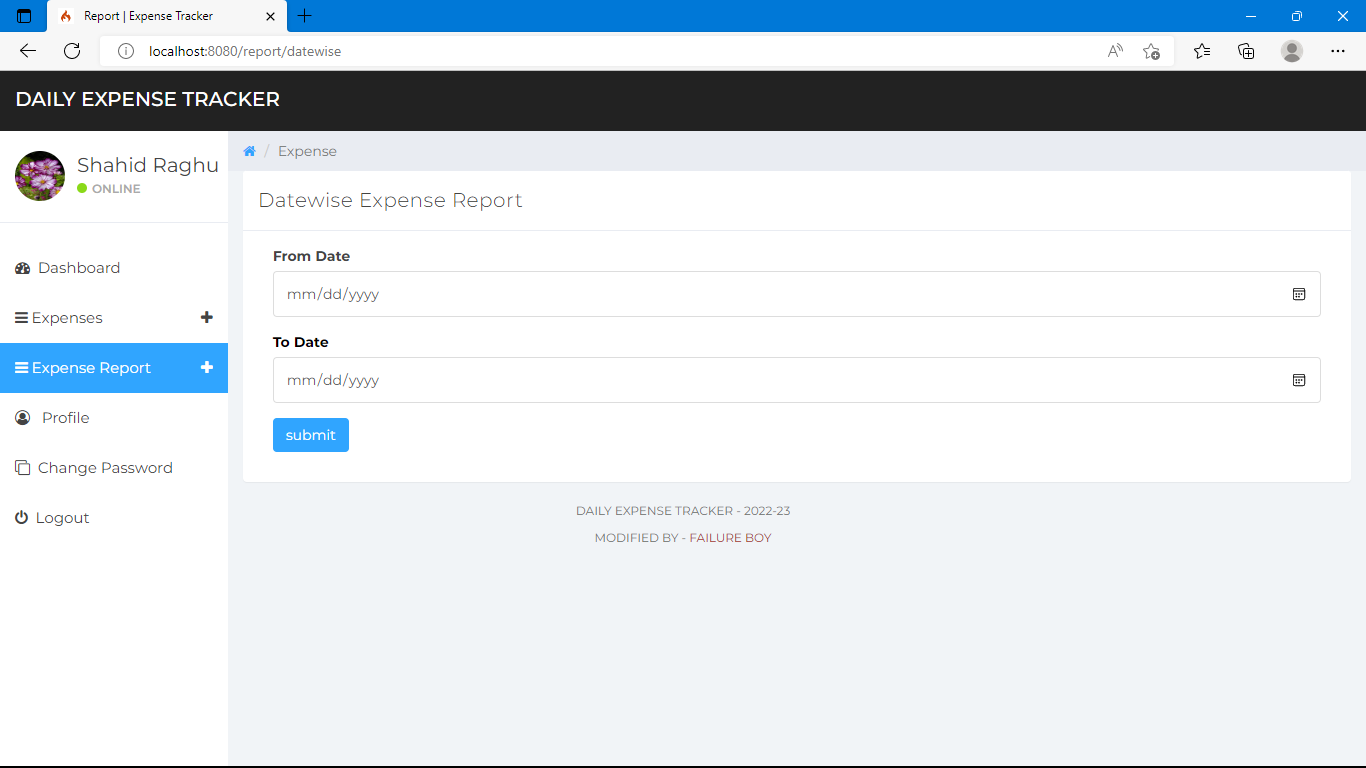 Report | Expense Tracker
localhost:8080/report/datewise
DAILY EXPENSE TRACKER
Shahid Raghu
ONLINE
Dashboard
Expenses
Expense Report
Profile
Change Password
Logout
/ Expense
Datewise Expense Report
From Date
mm/dd/yyyy
To Date
mm/dd/yyyy
submit
DAILY EXPENSE TRACKER - 2022-23
MODIFIED BY - FAILURE BOY